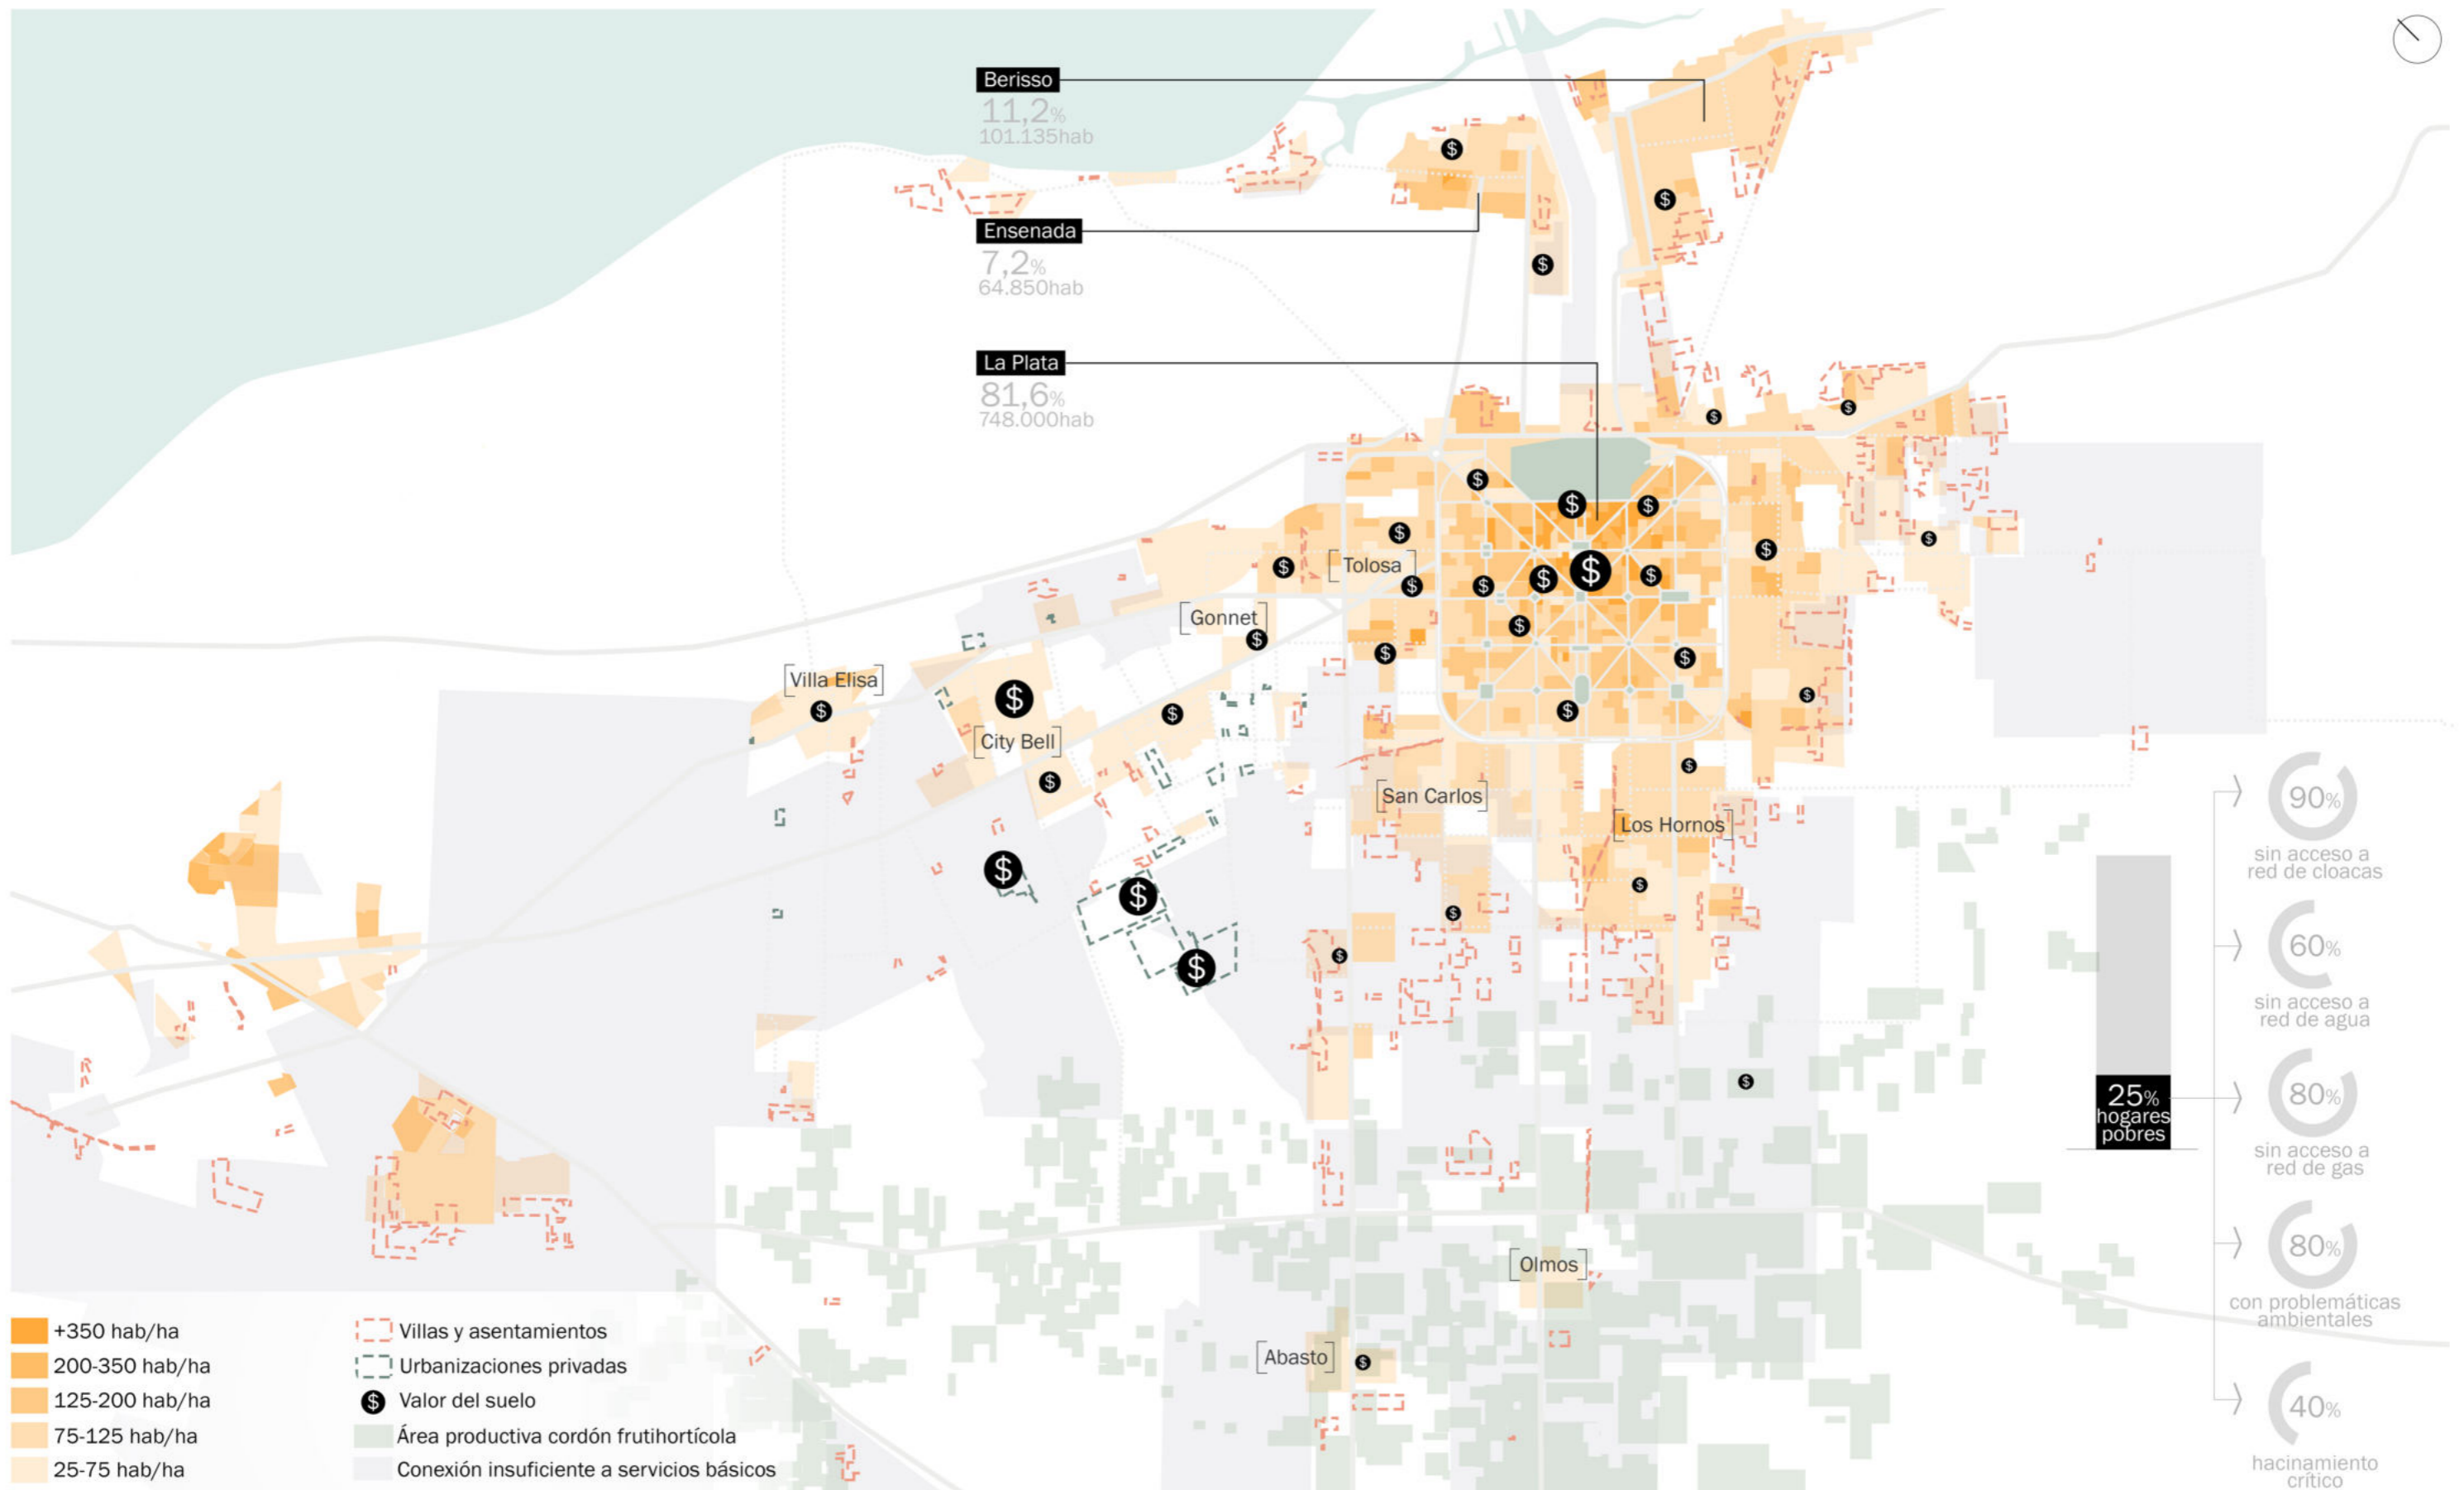 Berisso
11,2%
101.135hab
Ensenada
7,2%
64.850hab
La Plata
81,6%
748.000hab
Tolosa
Gonnet
Villa Elisa
City Bell
San Carlos
Los Hornos
Olmos
Abasto
25%
hogares
pobres
90%
sin acceso a
red de cloacas
60%
sin acceso a
red de agua
80%
sin acceso a
red de gas
80%
con problemáticas
ambientales
40%
hacinamiento
crítico
+350 hab/ha
200-350 hab/ha
125-200 hab/ha
75-125 hab/ha
25-75 hab/ha
Villas y asentamientos
Urbanizaciones privadas
$ Valor del suelo
Área productiva cordón frutihortícola
Conexión insuficiente a servicios básicos